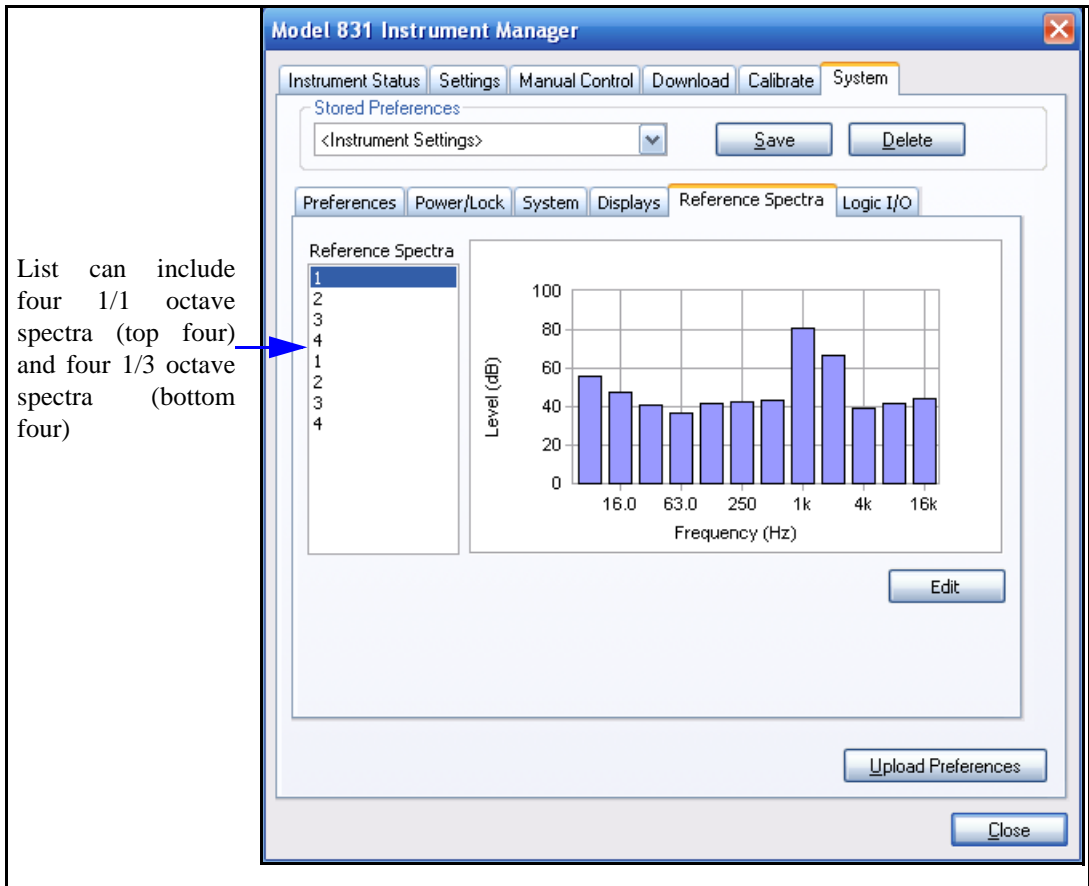 Model 831 Instrument Manager
Instrument Status Settings Manual Control Download Calibrate System
Stored Preferences
<Instrument Settings> Save Delete
Preferences Power/Lock System Displays Reference Spectra Logic I/O
List can include
four 1/1 octave
spectra (top four)
and four 1/3 octave
spectra (bottom
four)
Reference Spectra
1
2
3
4
1
2
3
4
Level (dB)
100
80
60
40
20
0
16.0 63.0 250 1k 4k 16k
Frequency (Hz)
Edit
Upload Preferences
Close